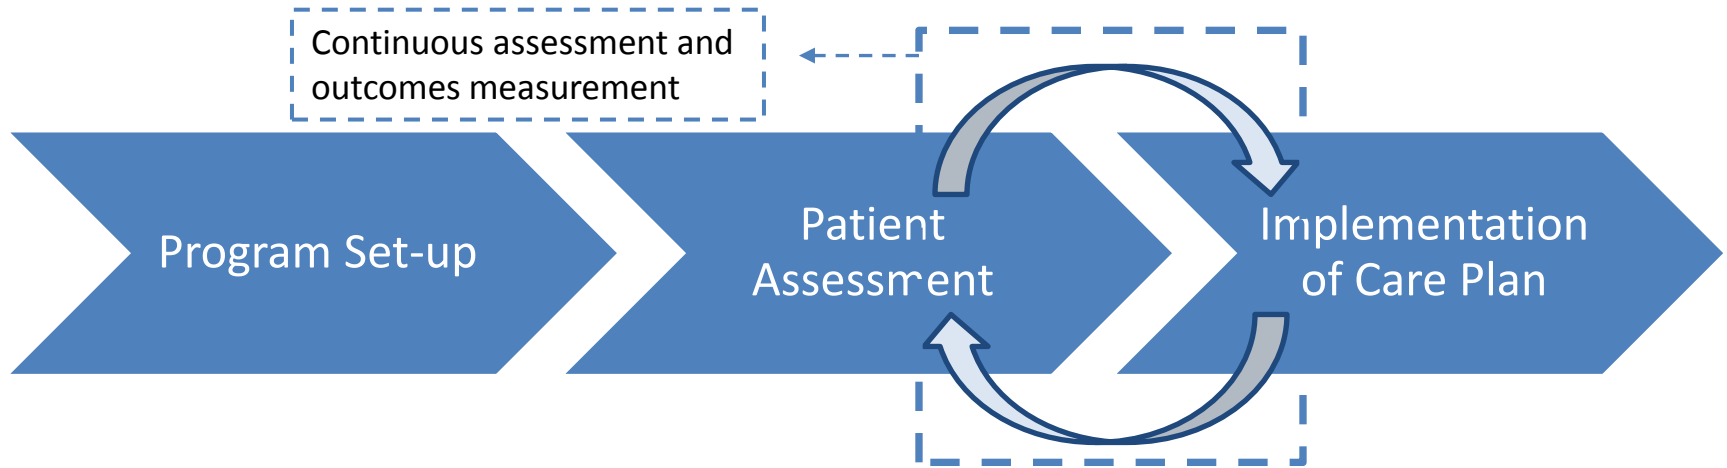 Continuous assessment and
outcomes measurement
Program Set-up
Patient
Assessment
Implementation
of Care Plan